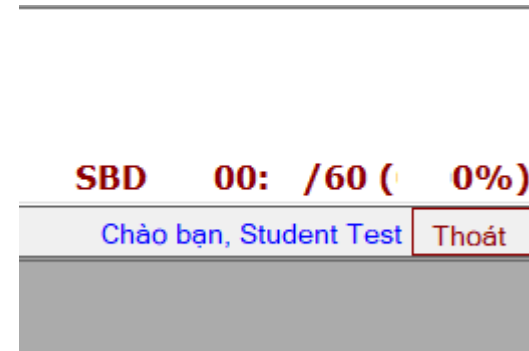 SBD 00: /60 ( 0%)
Chào bạn, Student Test Thoát